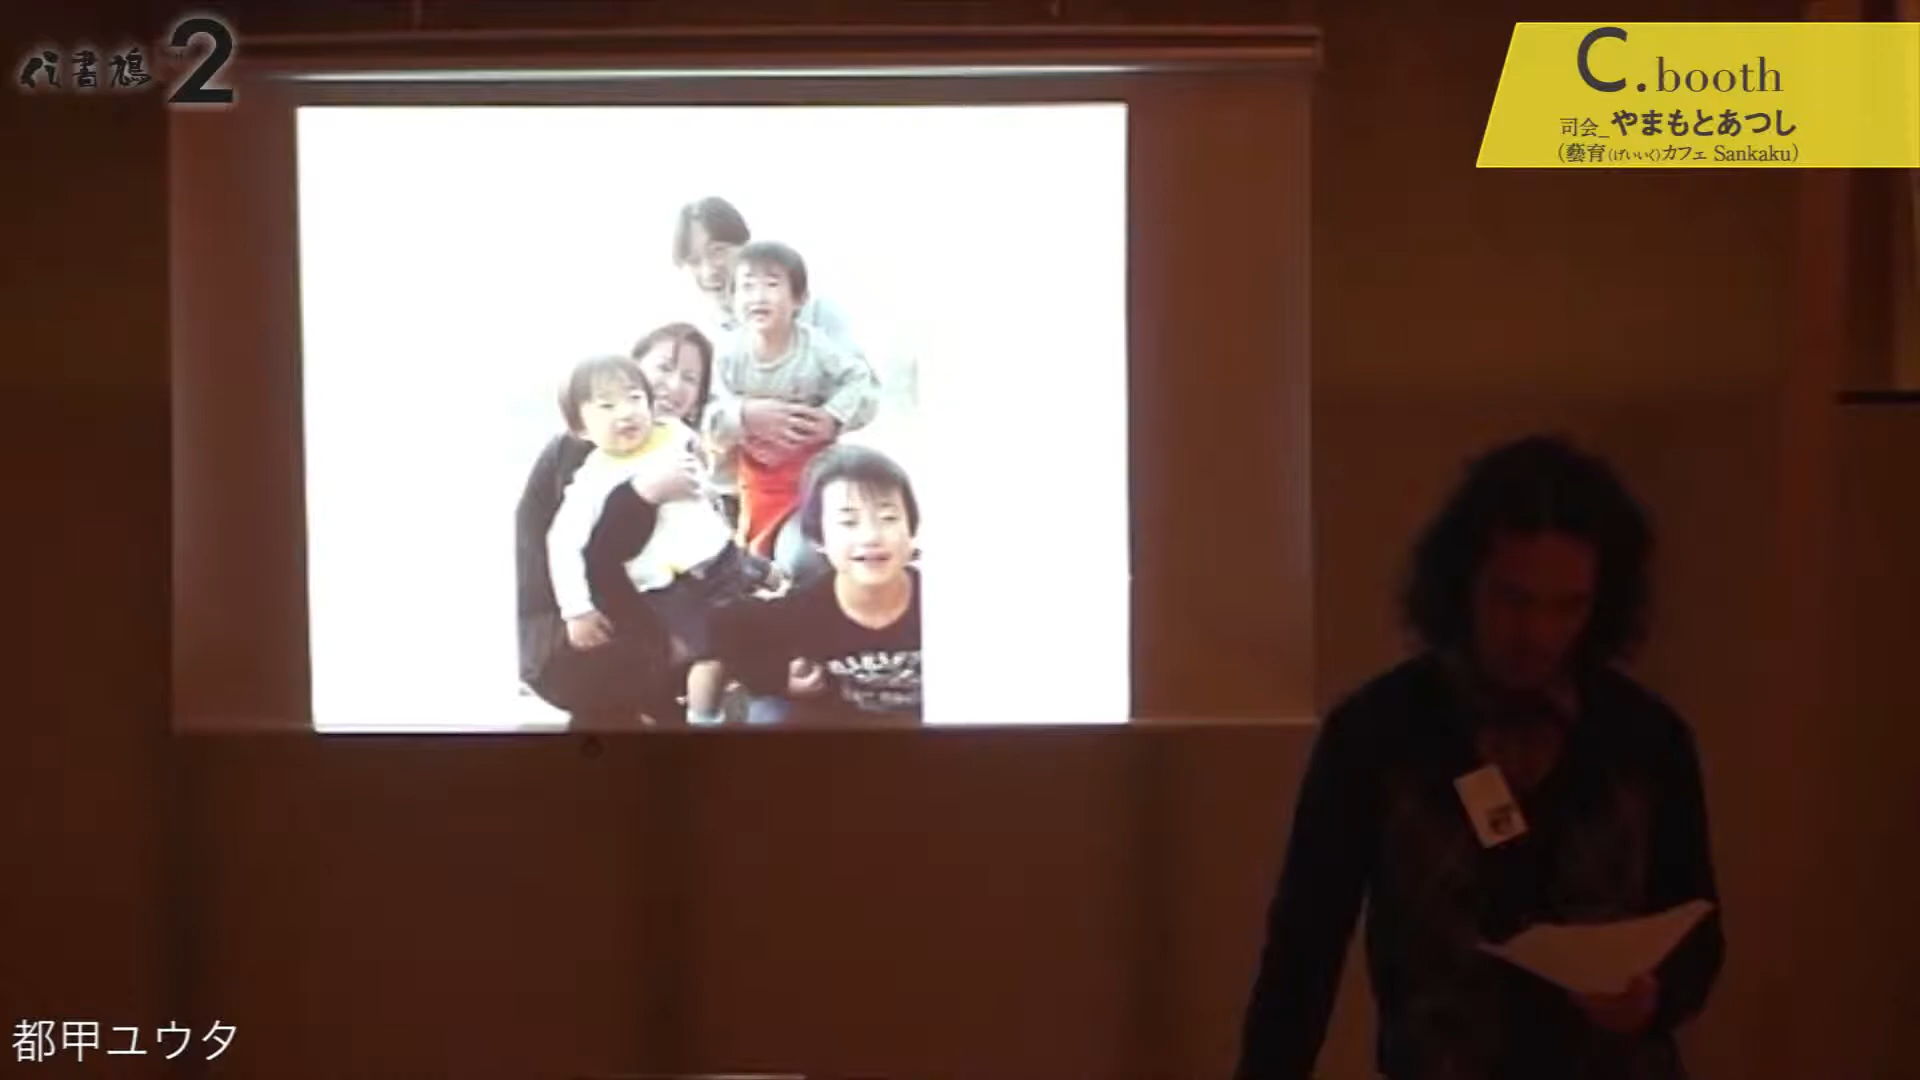 代書鳩 2
C.booth
司会_やまもとあつし
(藝育(げいいく)カフェ Sankaku)
都甲ユウタ